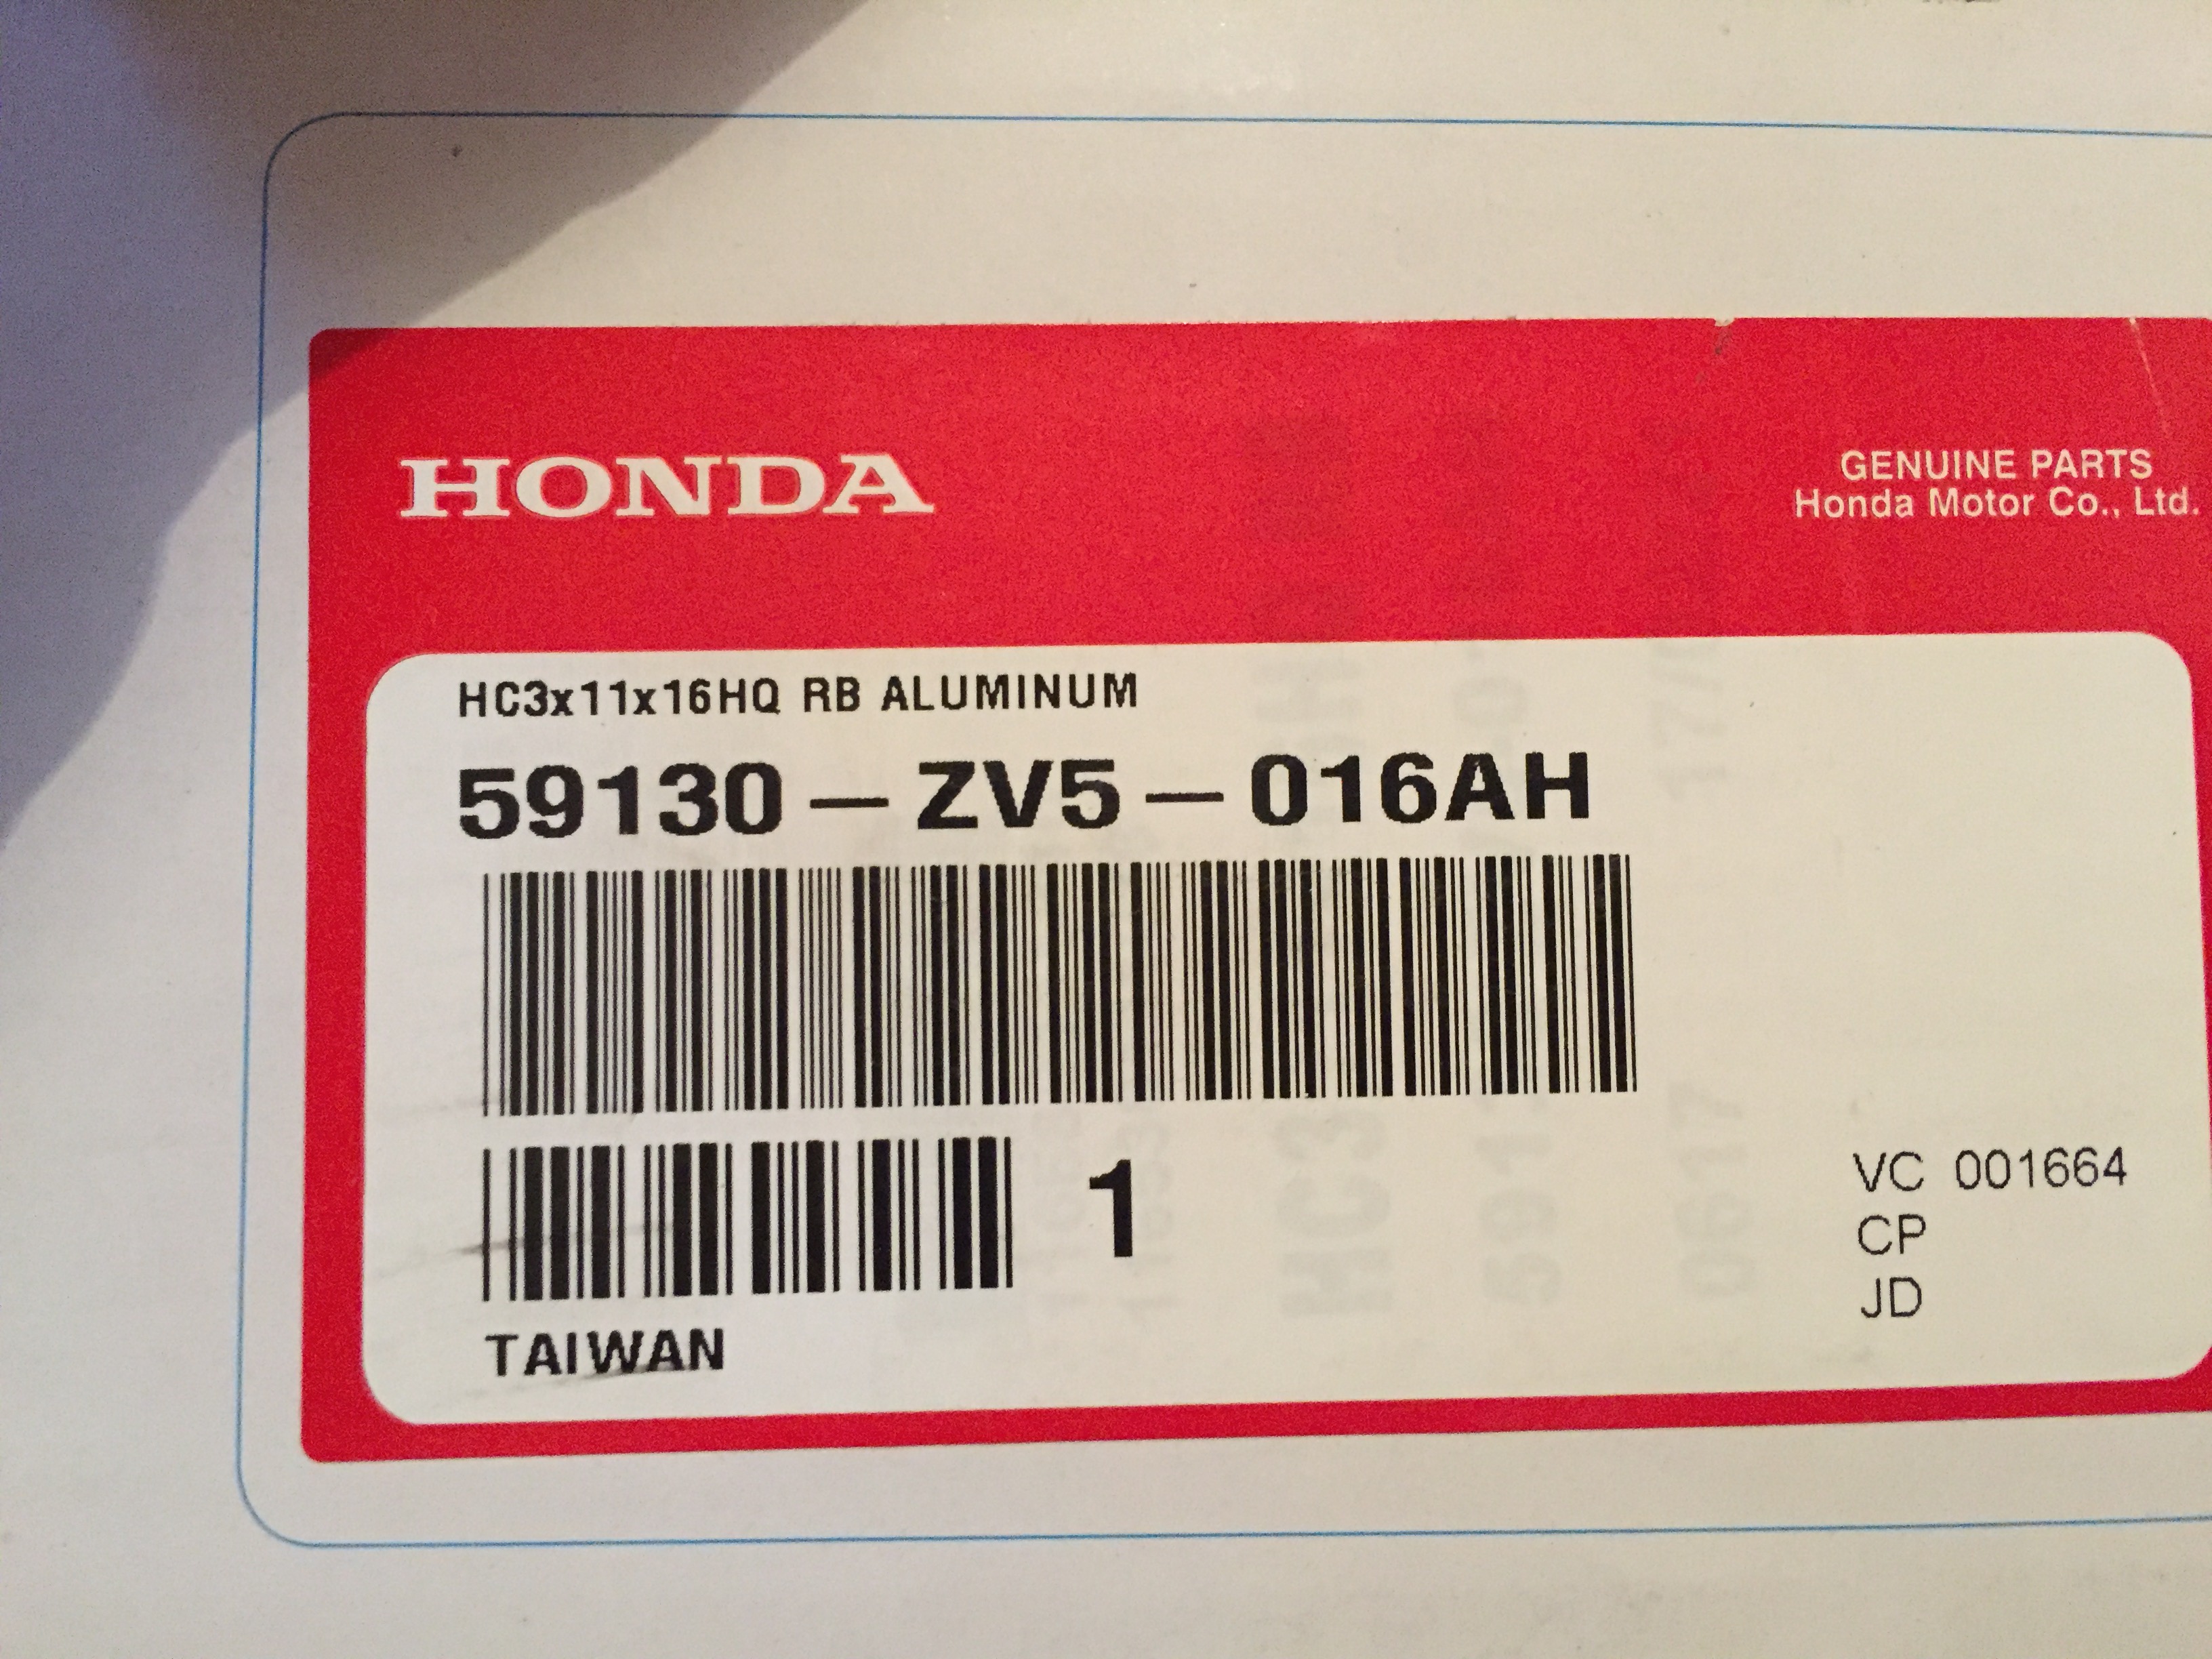 HONDA
GENUINE PARTS
Honda Motor Co., Ltd.
HC3x11x16HQ RB ALUMINUM
59130-ZV5-016AH
1
VC 001664
CP
JD
TAIWAN